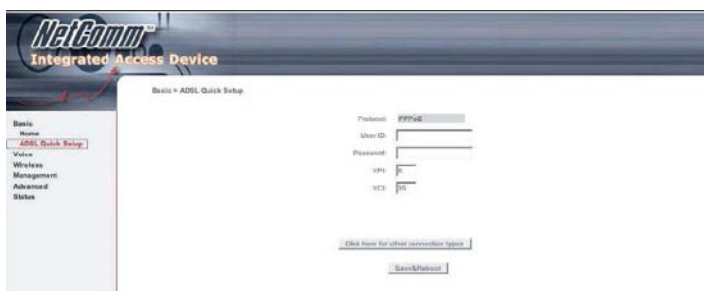 NetComm™
Integrated Access Device
Basic > ADSL Quick Setup
Basic
Home
ADSL Quick Setup
Voice
Wireless
Management
Advanced
Status
Protocol: PPPoE
User ID:
Password:
VPI: 8
VCI: 35
Click here for other connection types
Save&Reboot